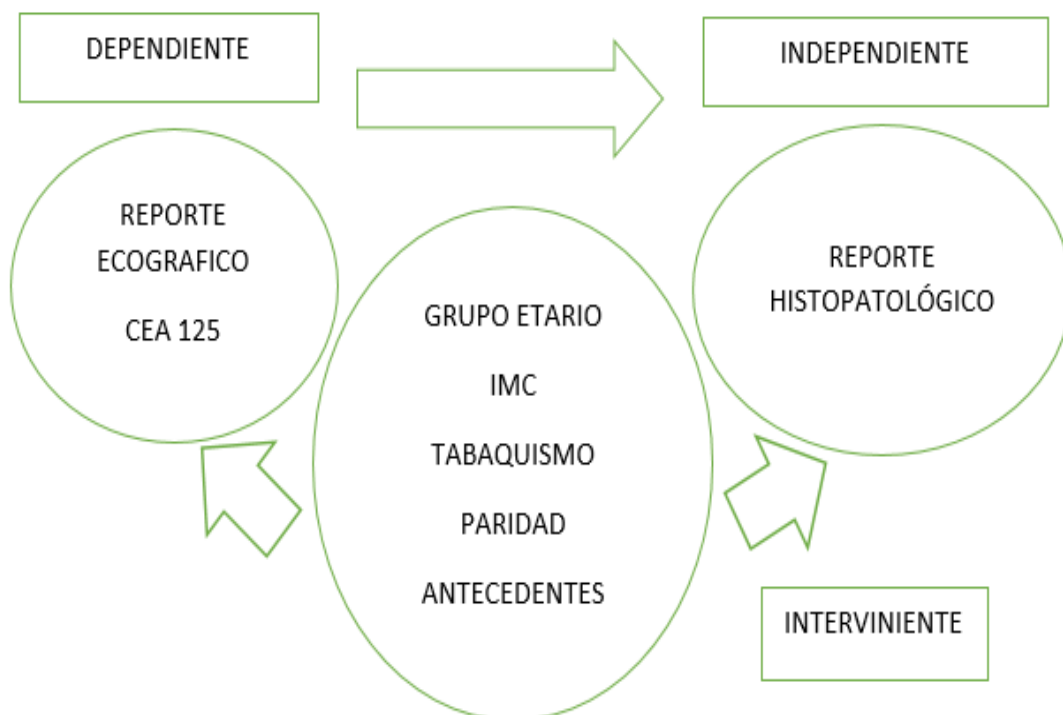 DEPENDIENTE
INDEPENDIENTE
REPORTE
ECOGRAFICO
CEA 125
GRUPO ETARIO
IMC
TABAQUISMO
PARIDAD
ANTECEDENTES
REPORTE
HISTOPATOLÓGICO
INTERVINIENTE